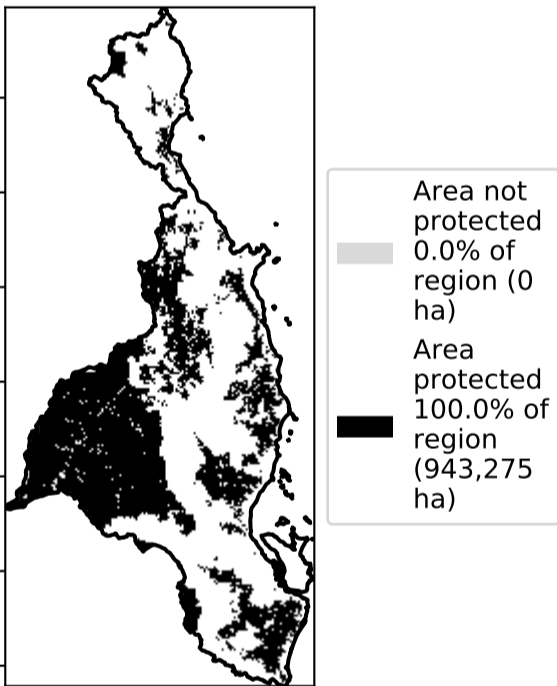 Area not
protected
0.0% of
region (0
ha)
Area
protected
100.0% of
region
(943,275
ha)